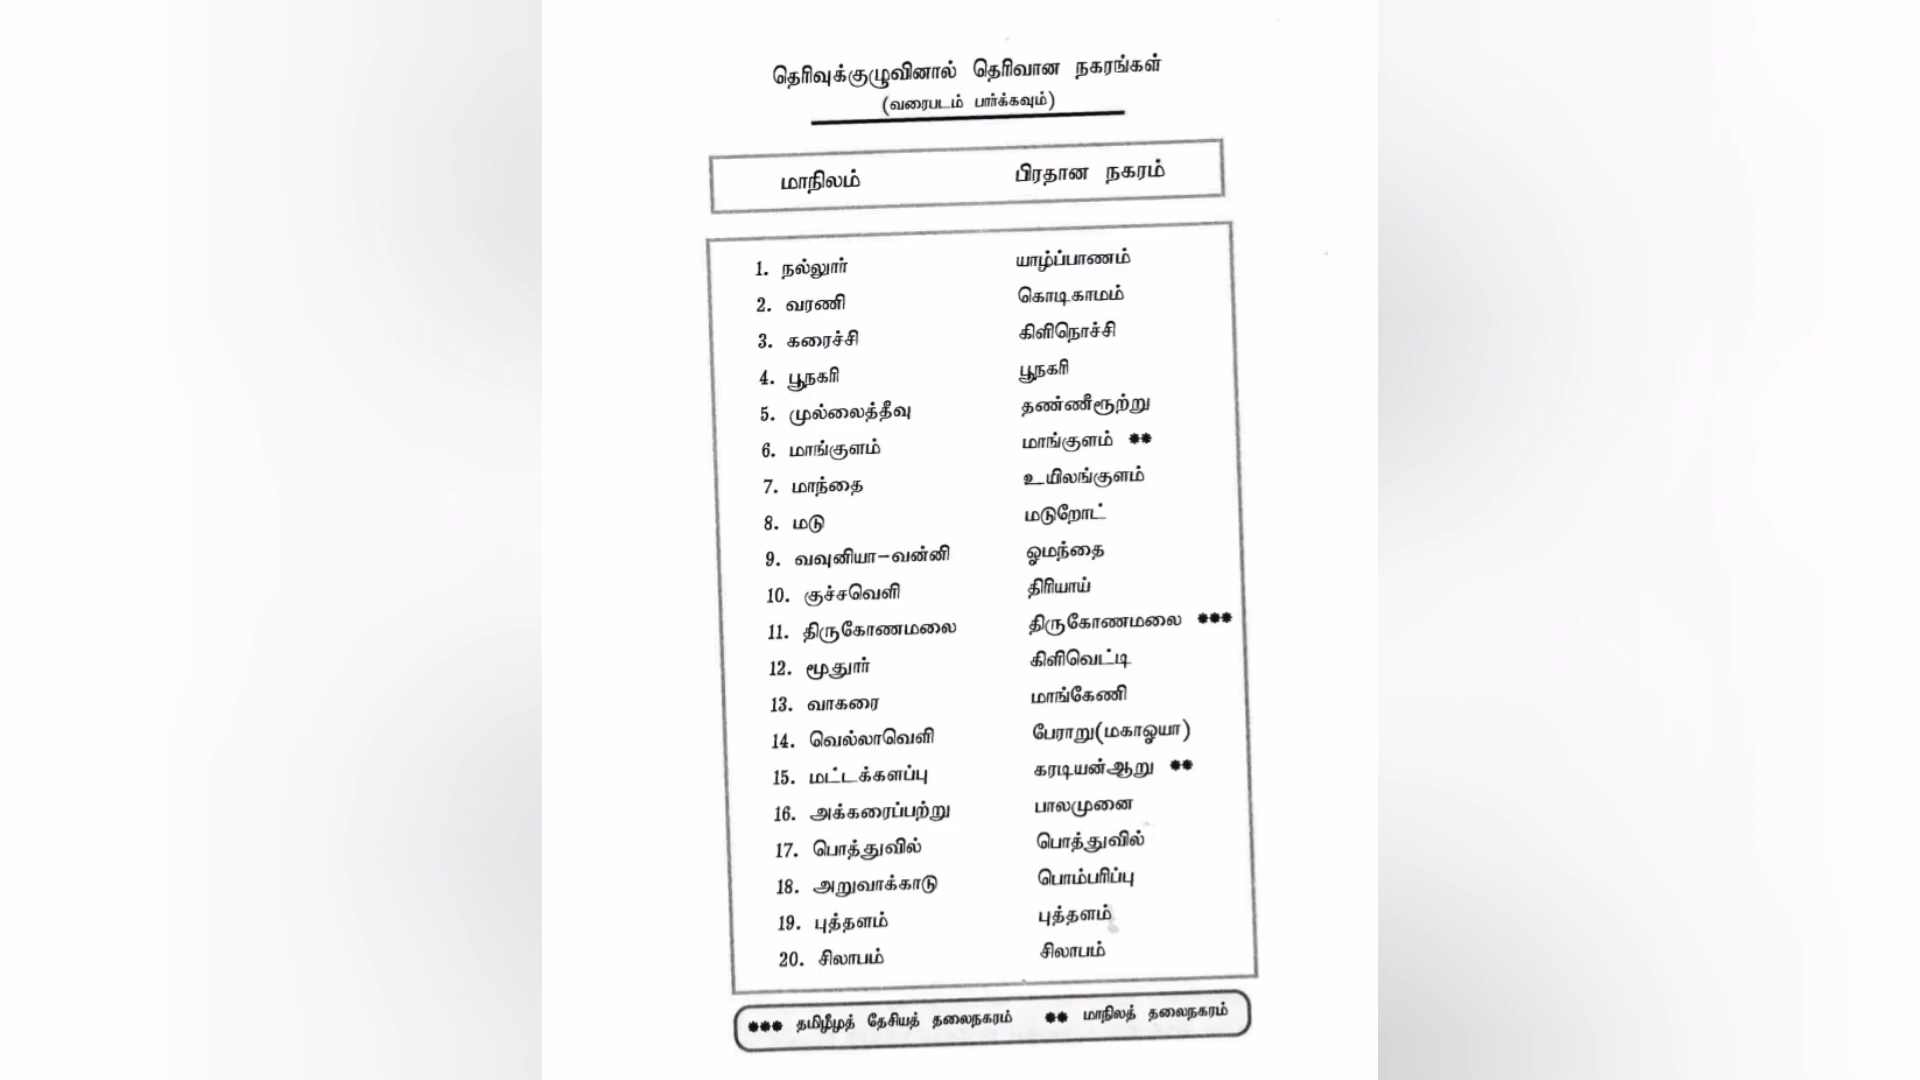 தெரிவுக்குழுவினால் தெரிவான நகரங்கள்
(வரைபடம் பார்க்கவும்)
மாநிலம் பிரதான நகரம்
1. நல்லூர் யாழ்ப்பாணம்
2. வரணி கொடிகாமம்
3. கரைச்சி கிளிநொச்சி
4. பூநகரி பூநகரி
5. முல்லைத்தீவு தண்ணீரூற்று
6. மாங்குளம் மாங்குளம் **
7. மாந்தை உயிலங்குளம்
8. மடு மடுறோட்
9. வவுனியா-வன்னி ஓமந்தை
10. குச்சவெளி திரியாய்
11. திருகோணமலை திருகோணமலை ***
12. மூதூர் கிளிவெட்டி
13. வாகரை மாங்கேணி
14. வெல்லாவெளி பேராறு(மகாஓயா)
15. மட்டக்களப்பு கரடியன்ஆறு **
16. அக்கரைப்பற்று பாலமுனை
17. பொத்துவில் பொத்துவில்
18. அறுவாக்காடு பொம்பரிப்பு
19. புத்தளம் புத்தளம்
20. சிலாபம் சிலாபம்
*** தமிழீழத் தேசியத் தலைநகரம் ** மாநிலத் தலைநகரம்